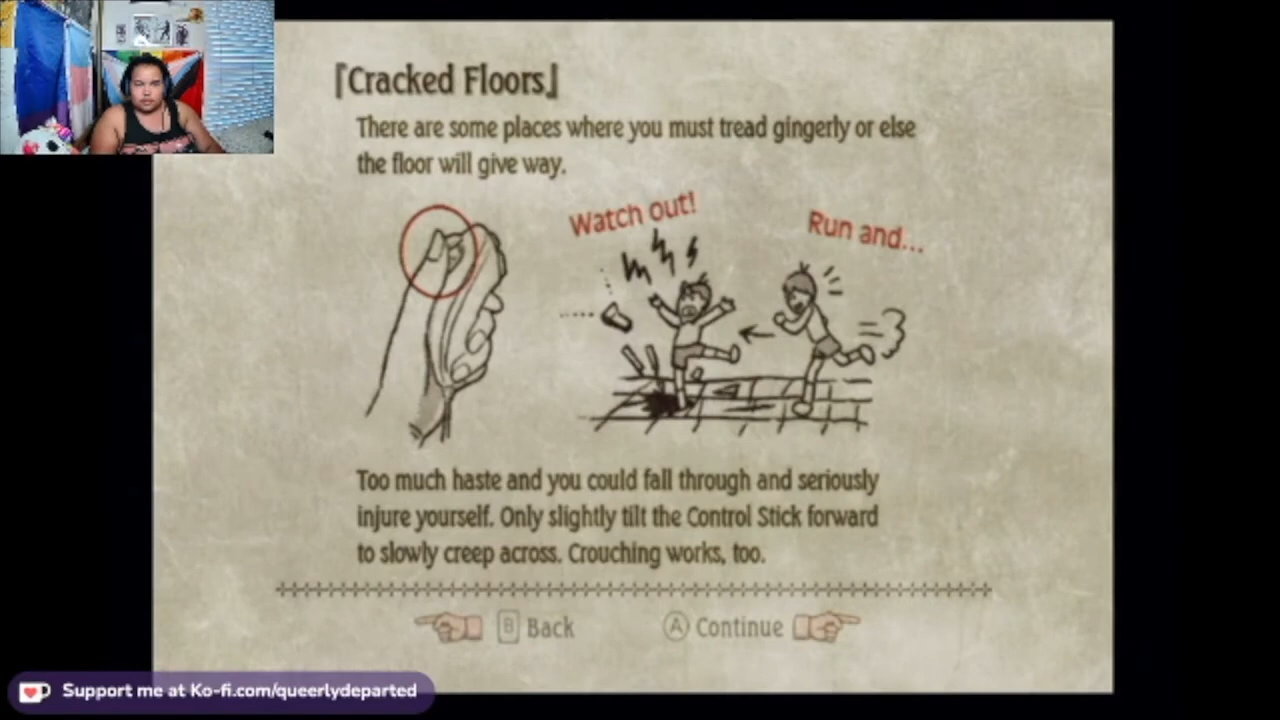 『Cracked Floors』
There are some places where you must tread gingerly or else
the floor will give way.
Watch out!
Run and...
Too much haste and you could fall through and seriously
injure yourself. Only slightly tilt the Control Stick forward
to slowly creep across. Crouching works, too.
B Back
A Continue
Support me at Ko-fi.com/queerlydeparted